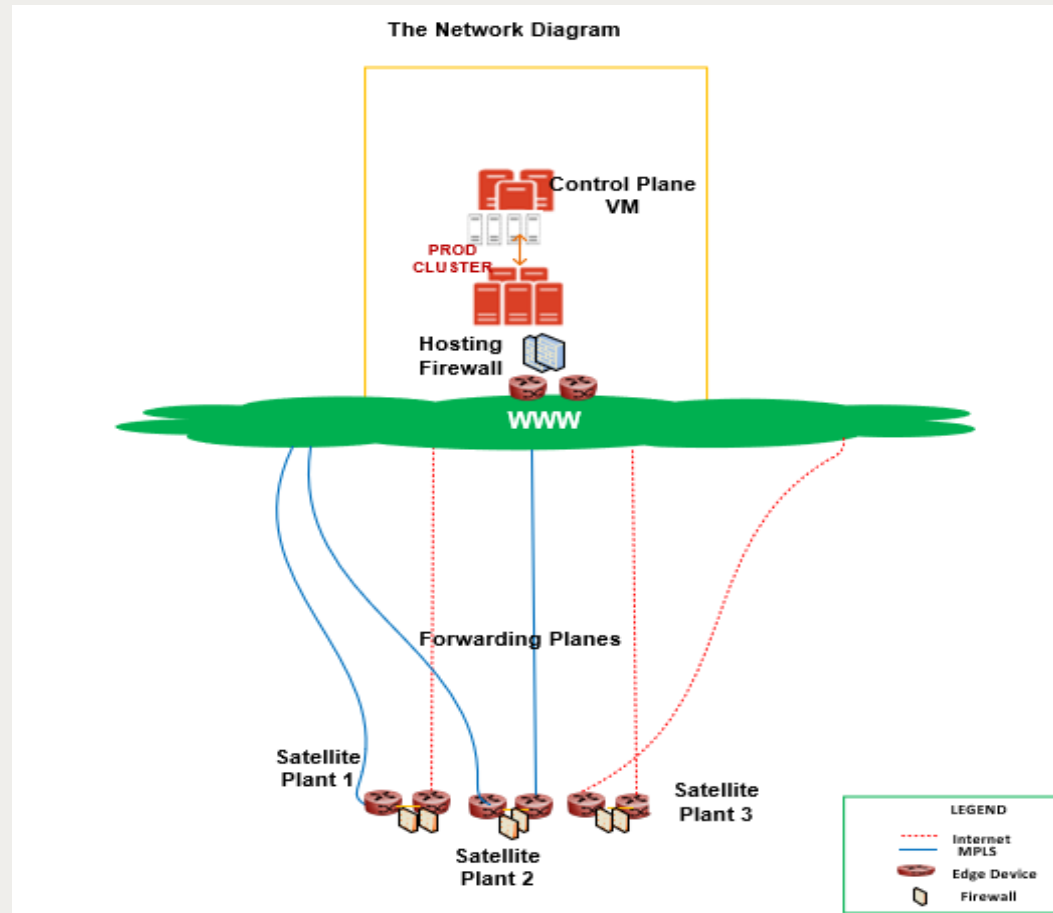 The Network Diagram
Control Plane
VM
PROD
CLUSTER
Hosting
Firewall
WWW
Forwarding Planes
Satellite
Plant 1
Satellite
Plant 2
Satellite
Plant 3
LEGEND
Internet
MPLS
Edge Device
Firewall